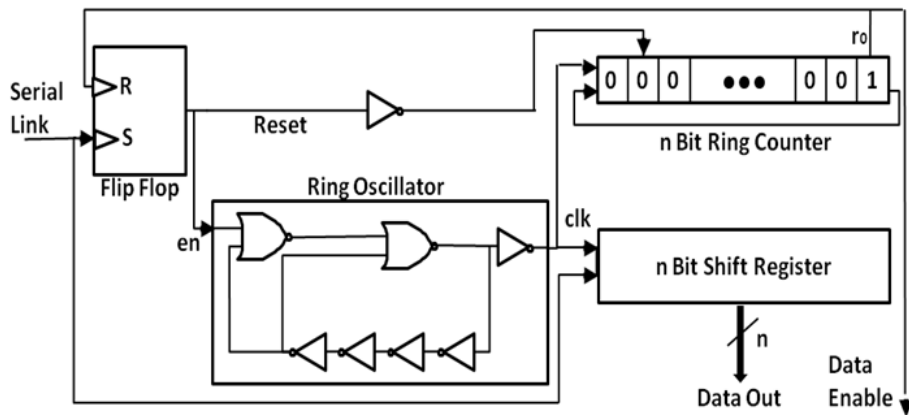 r0
Serial
Link
R
S
Flip Flop
Reset
0 0 0 ●●● 0 0 1
n Bit Ring Counter
Ring Oscillator
en
clk
n Bit Shift Register
n
Data Out
Data
Enable